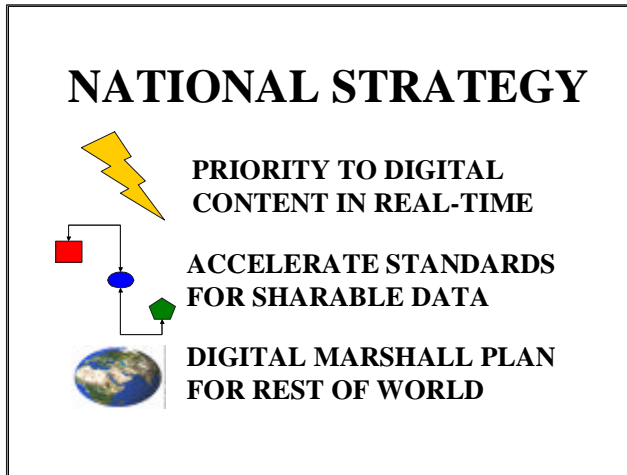 NATIONAL STRATEGY
PRIORITY TO DIGITAL
CONTENT IN REAL-TIME
ACCELERATE STANDARDS
FOR SHARABLE DATA
DIGITAL MARSHALL PLAN
FOR REST OF WORLD